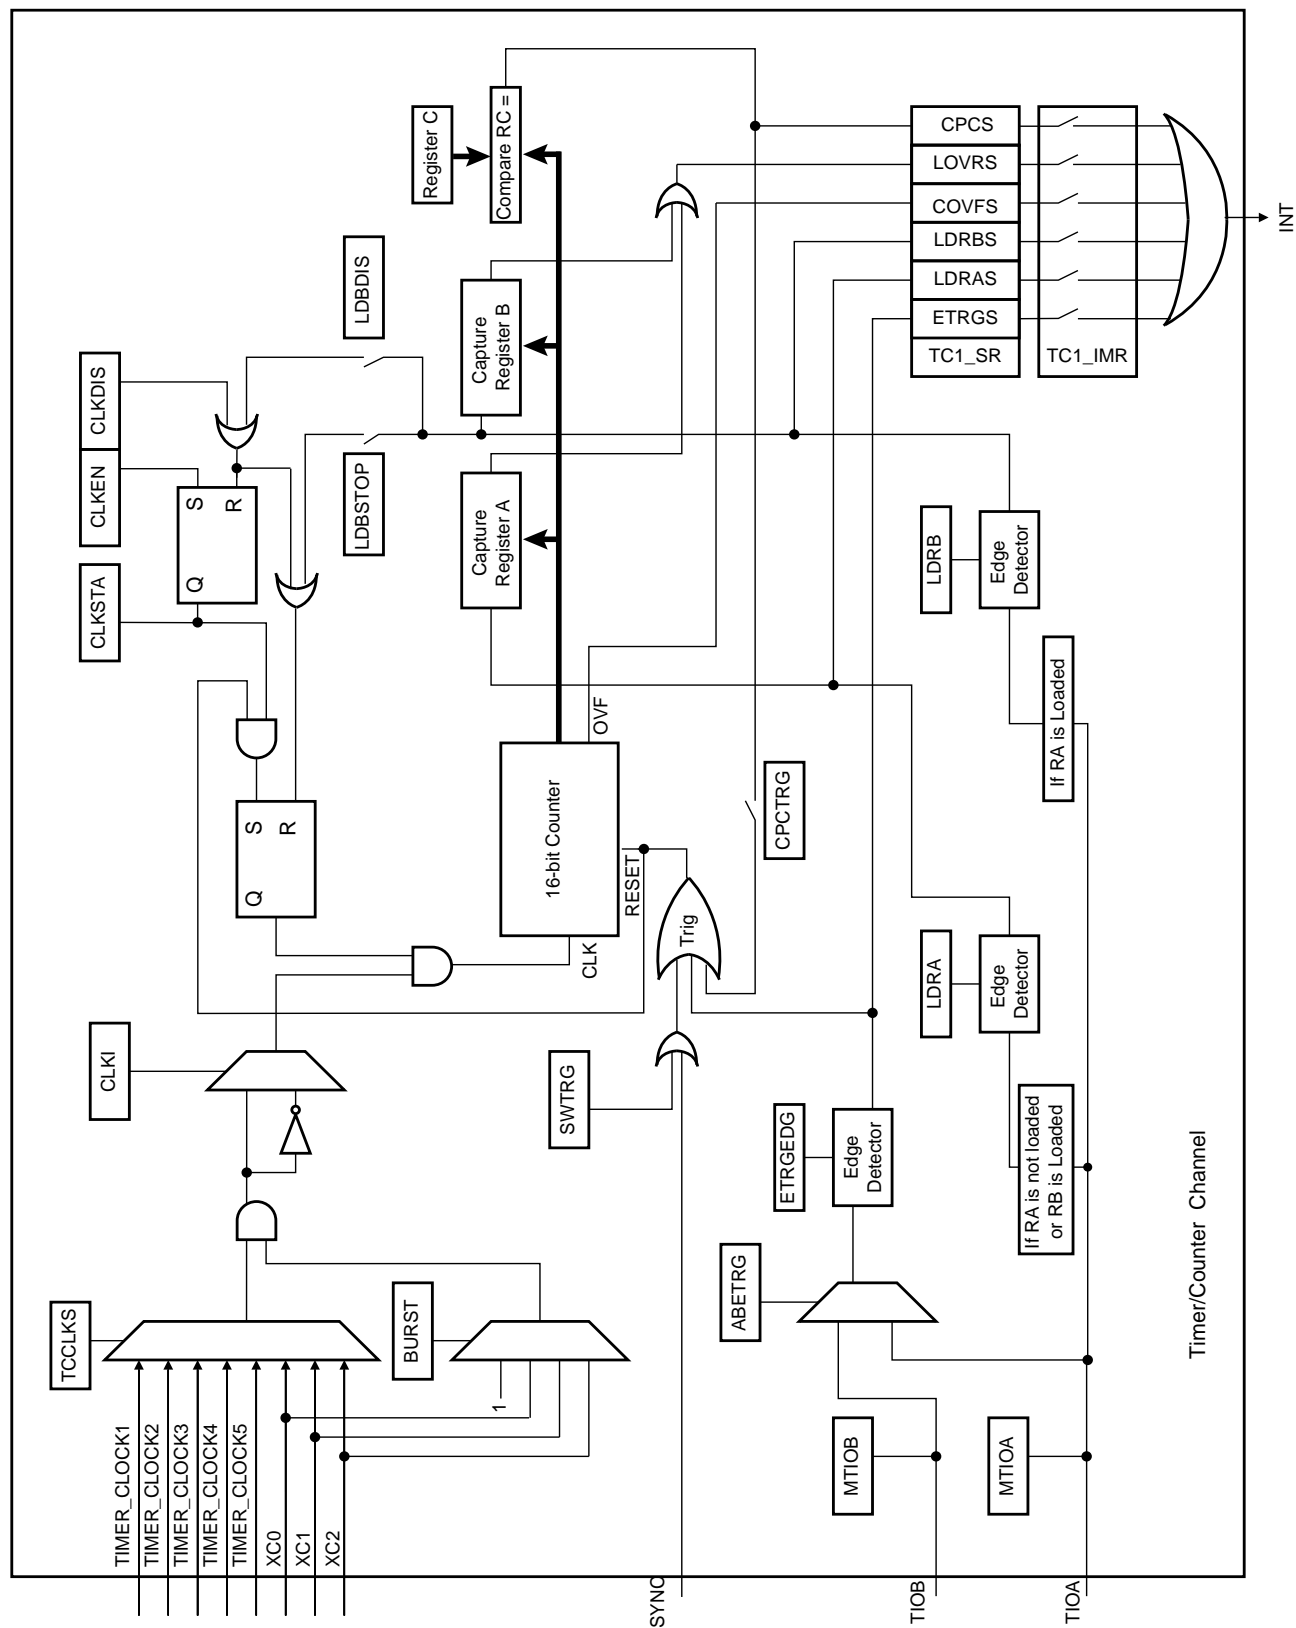 TCCLKS
TIMER_CLOCK1
TIMER_CLOCK2
TIMER_CLOCK3
TIMER_CLOCK4
TIMER_CLOCK5
XC0
XC1
XC2
BURST
1
CLKI
CLKSTA
CLKEN
CLKDIS
Q
S
R
Q
S
R
LDBSTOP
LDBDIS
SYNC
SWTRG
Trig
CLK
RESET
16-bit Counter
OVF
CPCTRG
Capture
Register A
Capture
Register B
Register C
Compare RC =
TIOB
MTIOB
TIOA
MTIOA
ABETRG
ETRGEDG
Edge
Detector
If RA is not loaded
or RB is Loaded
LDRA
Edge
Detector
If RA is Loaded
LDRB
Edge
Detector
CPCS
LOVRS
COVFS
LDRBS
LDRAS
ETRGS
TC1_SR
TC1_IMR
INT
Timer/Counter Channel